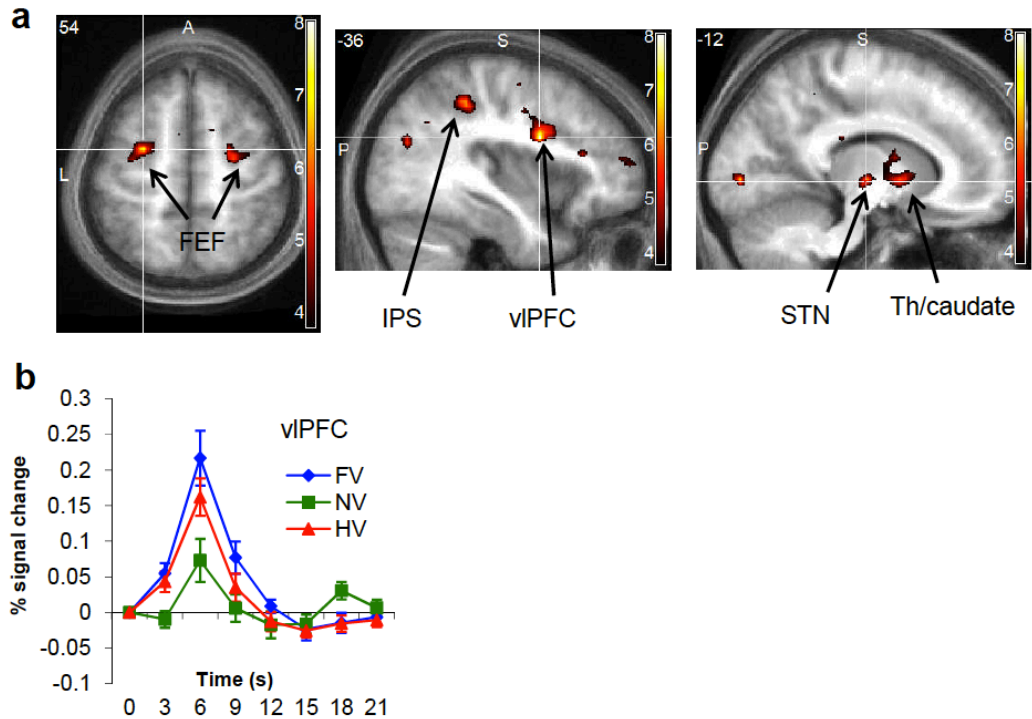 a
54
A
L
8
7
6
5
4
FEF
-36
S
P
8
7
6
5
4
IPS
vlPFC
-12
S
P
8
7
6
5
4
STN
Th/caudate
b
% signal change
0.3
0.25
0.2
0.15
0.1
0.05
0
-0.05
-0.1
vlPFC
FV
NV
HV
Time (s)
0 3 6 9 12 15 18 21